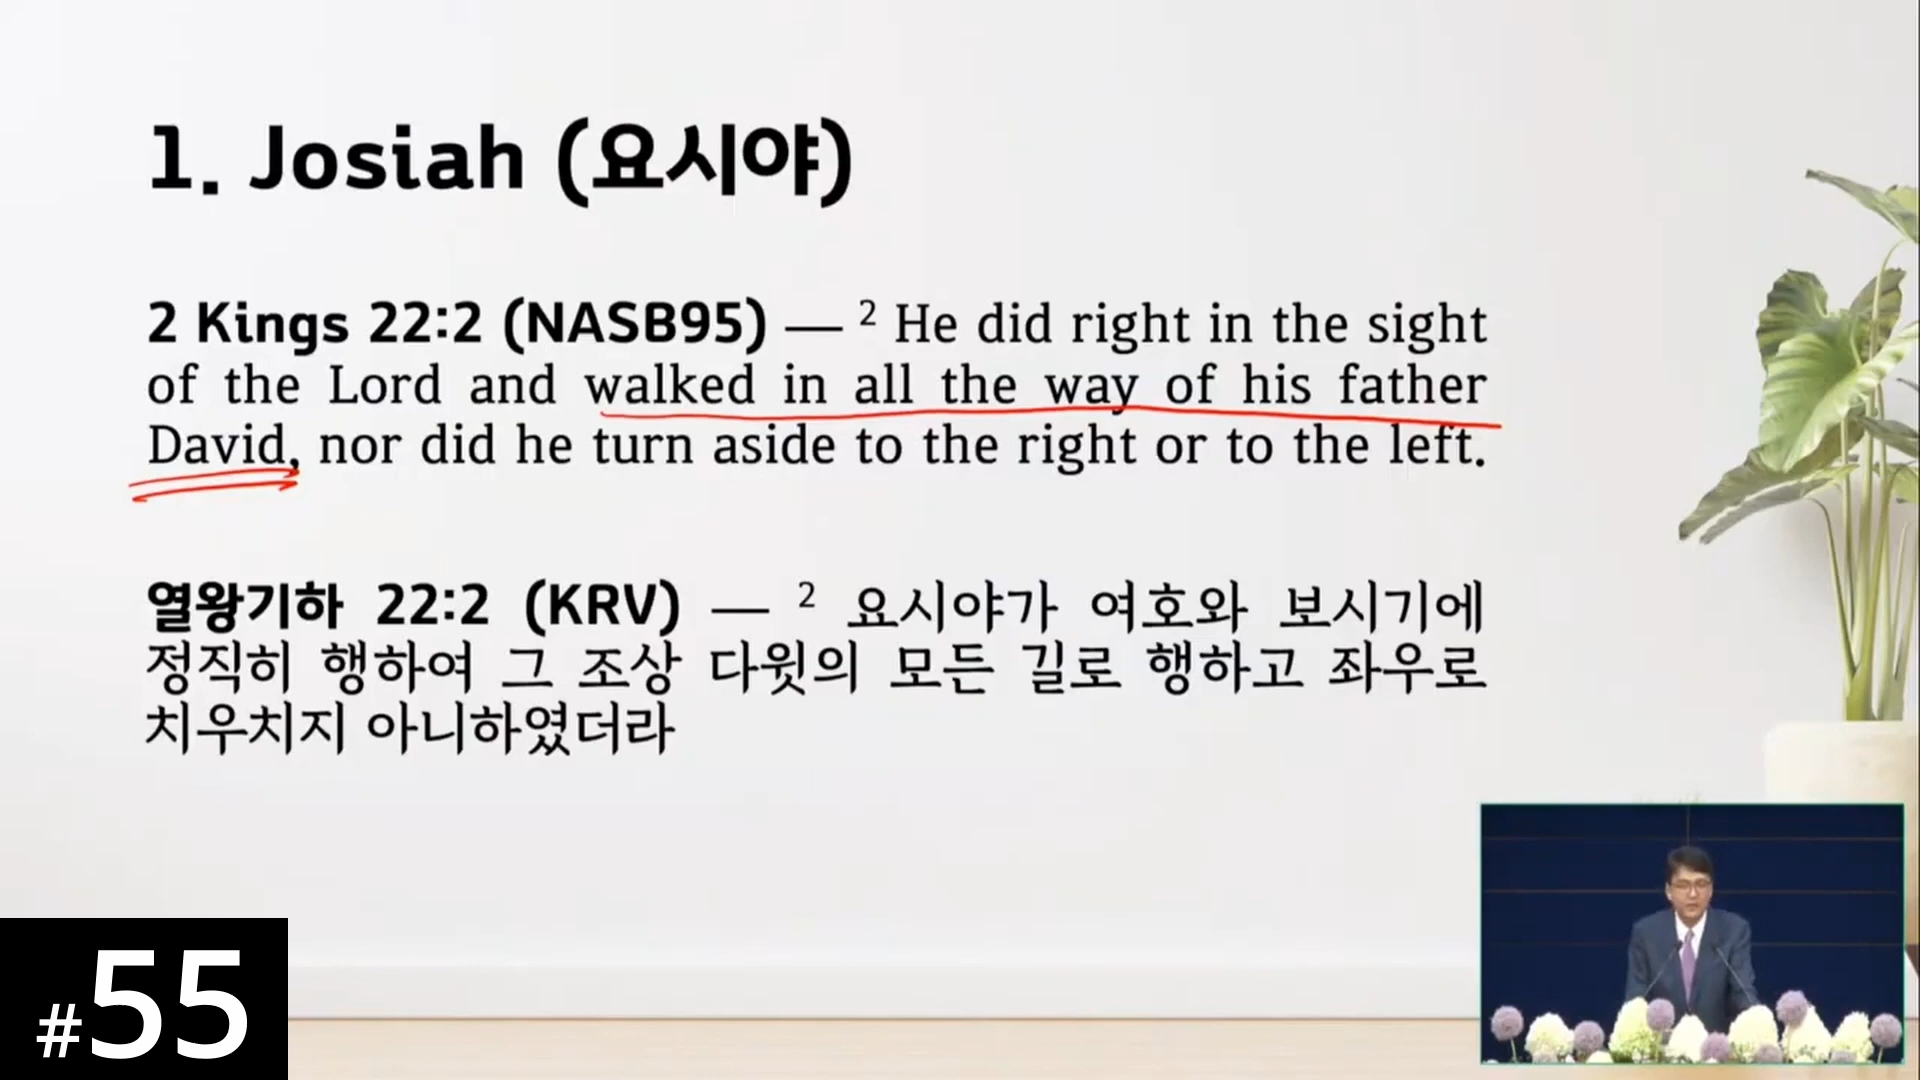 1. Josiah (요시야)
2 Kings 22:2 (NASB95) — 2 He did right in the sight
of the Lord and walked in all the way of his father
David, nor did he turn aside to the right or to the left.
열왕기하 22:2 (KRV) — 2 요시야가 여호와 보시기에
정직히 행하여 그 조상 다윗의 모든 길로 행하고 좌우로
치우치지 아니하였더라
#55